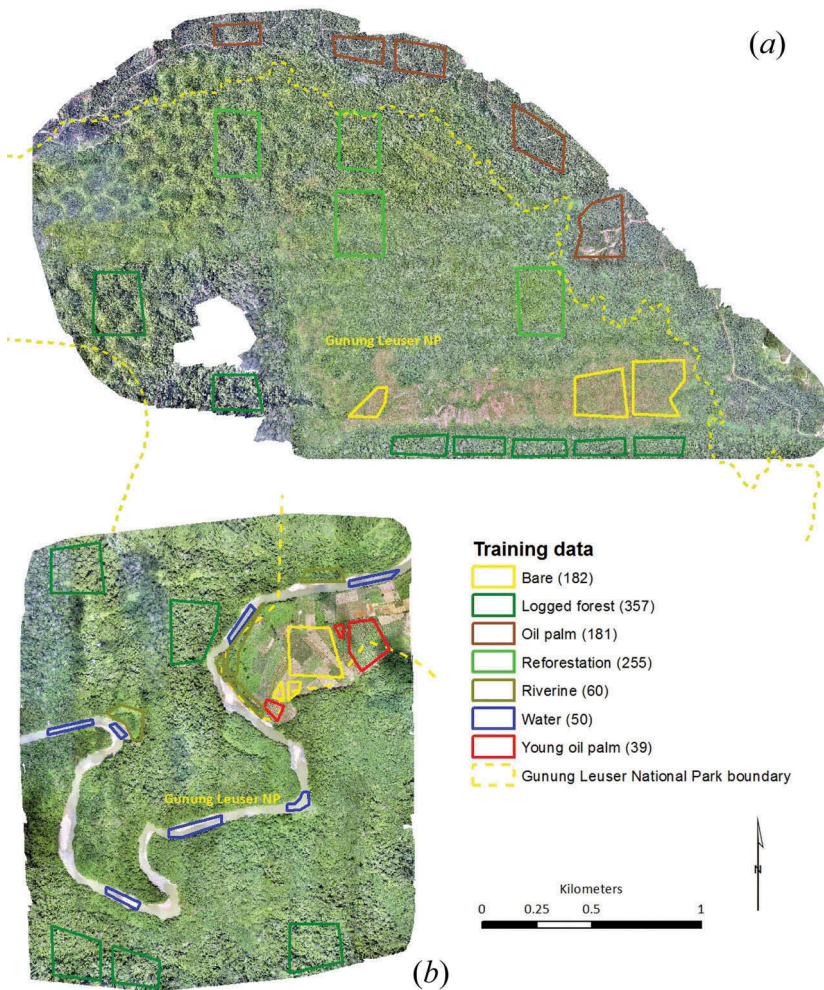 (a)
Gunung Leuser NP
Training data
Bare (182)
Logged forest (357)
Oil palm (181)
Reforestation (255)
Riverine (60)
Water (50)
Young oil palm (39)
Gunung Leuser National Park boundary
Gunung Leuser NP
N
Kilometers
0 0.25 0.5 1
(b)